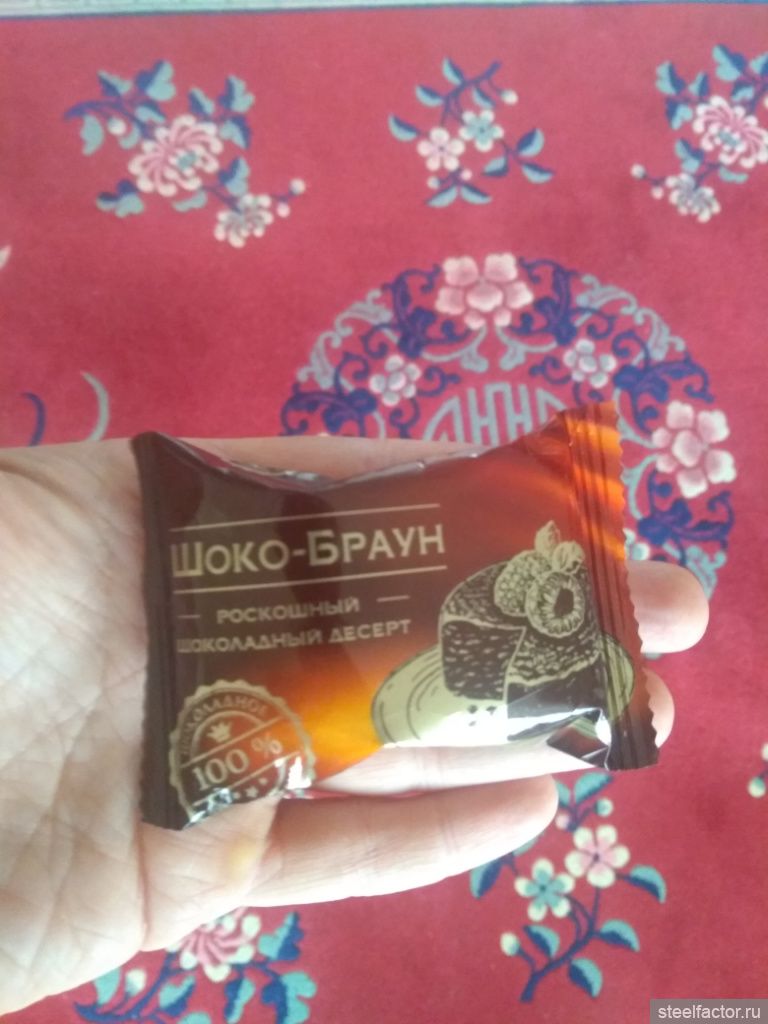 Шоко-Браун
РОСКОШНЫЙ
ШОКОЛАДНЫЙ ДЕСЕРТ
100 %
steelfactor.ru